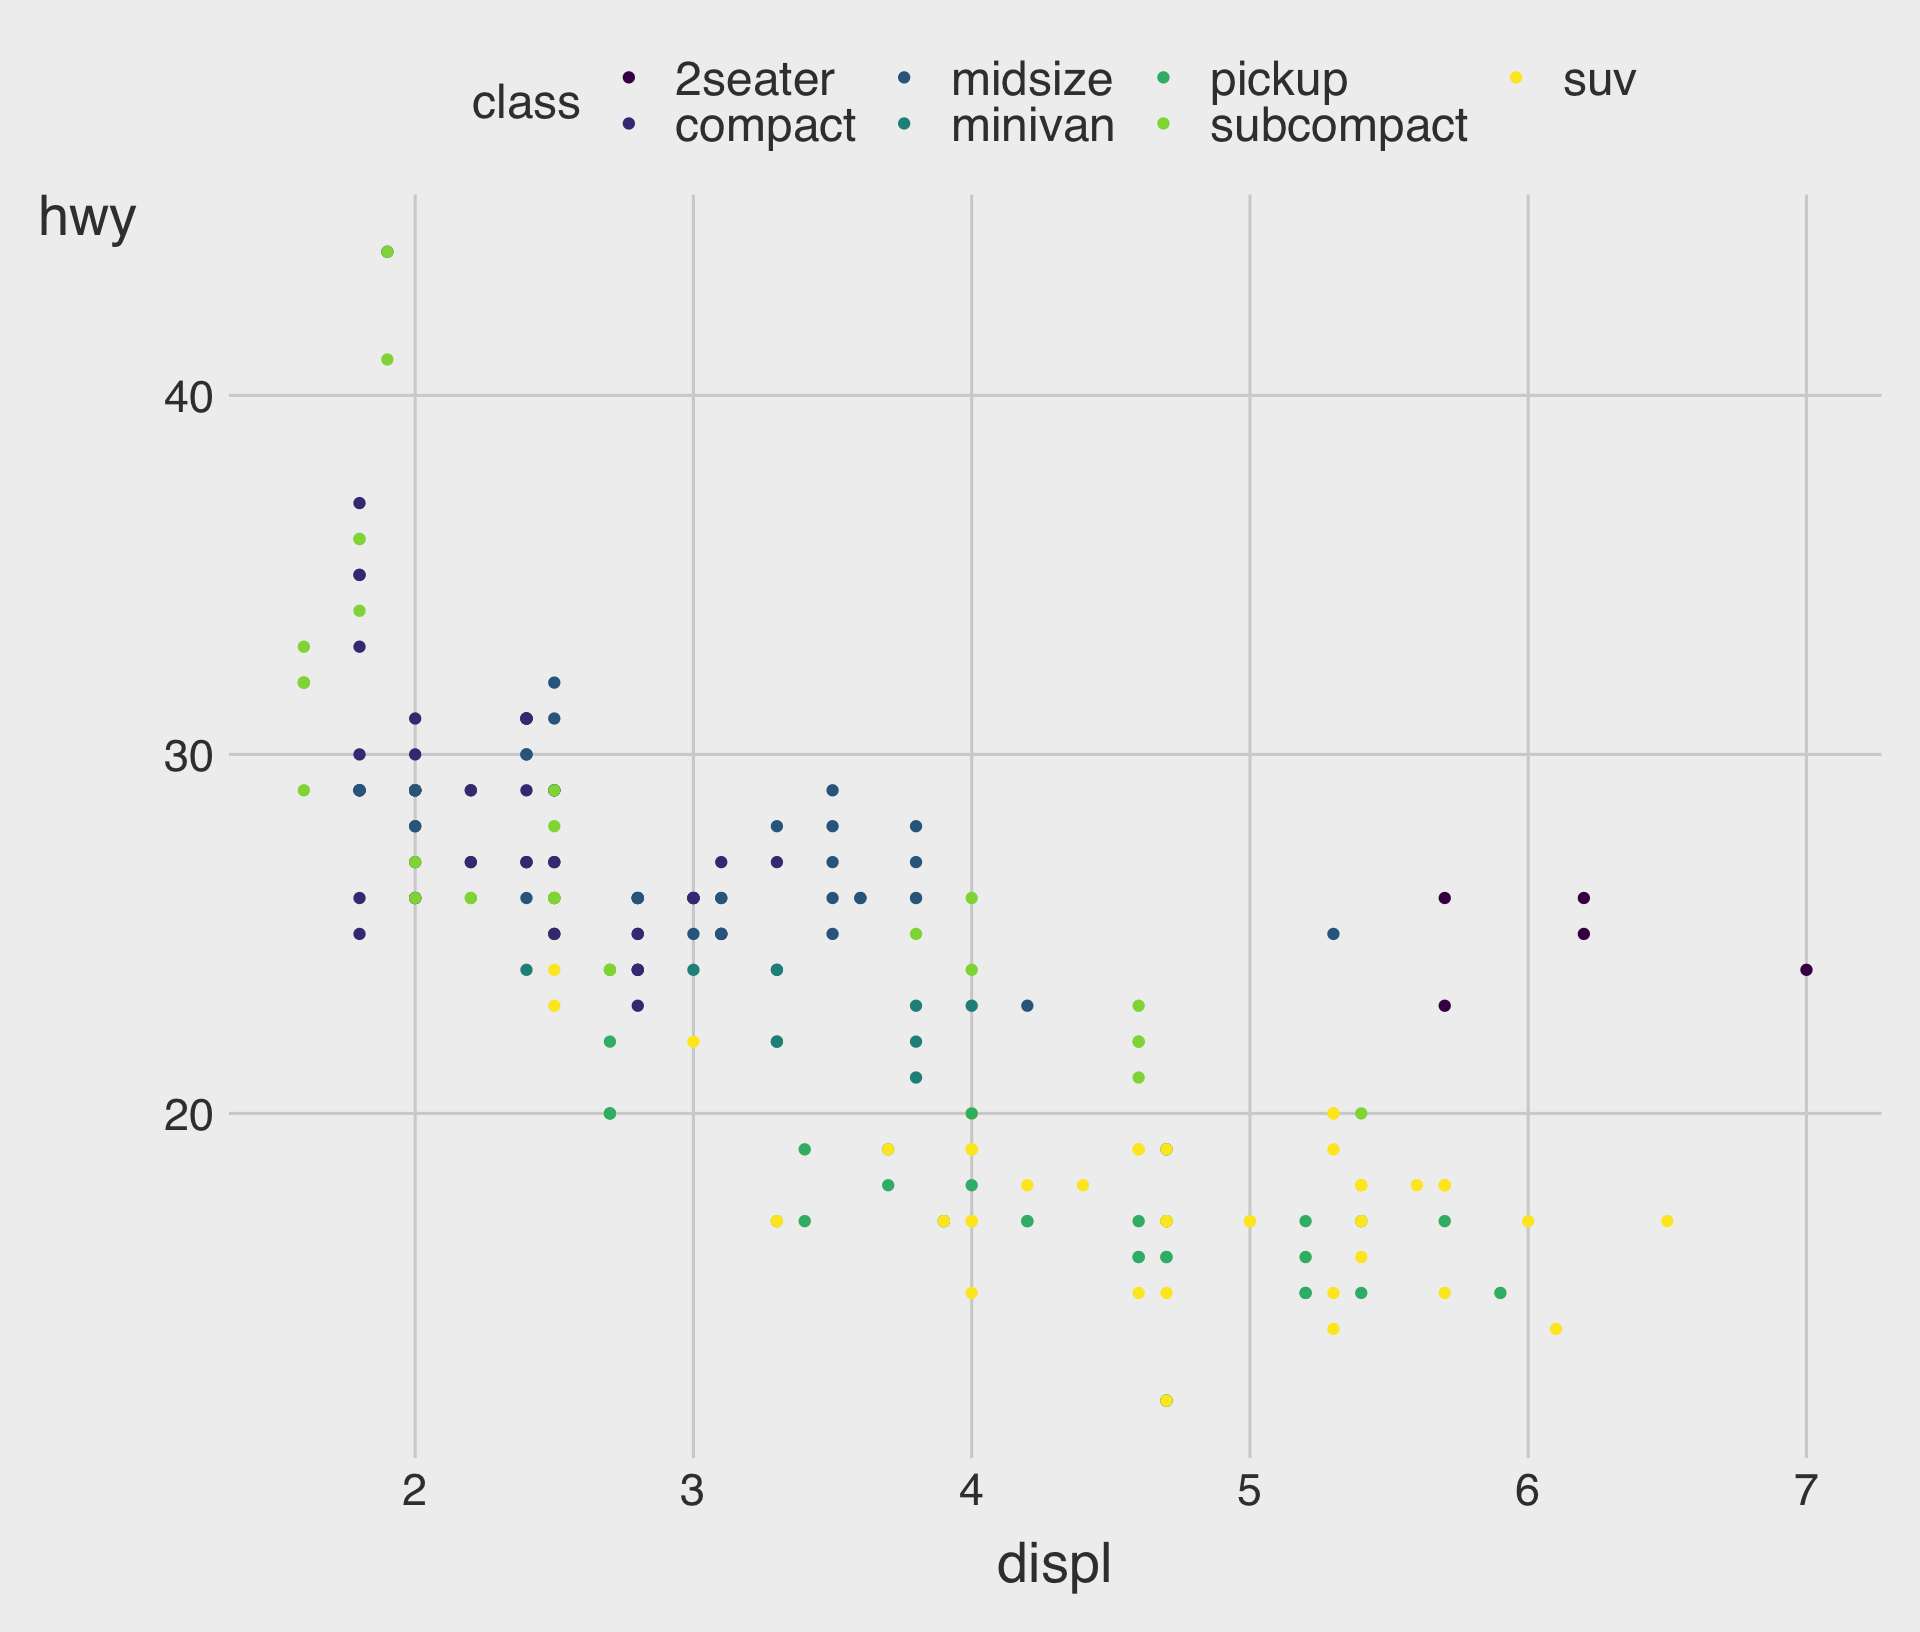 class
2seater midsize pickup suv
compact minivan subcompact
hwy
40
30
20
2 3 4 5 6 7
displ